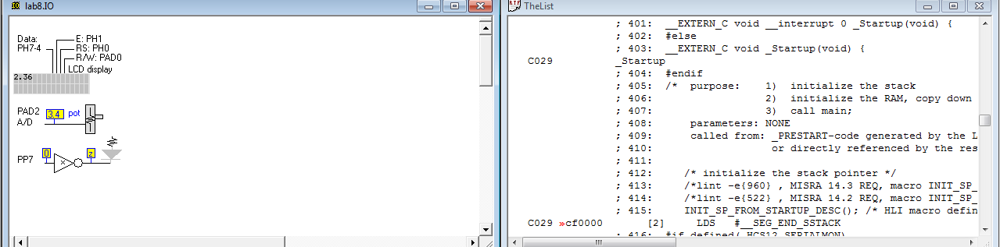 lab8.IO
Data:
PH7-4
E: PH1
RS: PH0
R/W: PAD0
LCD display
2.36
PAD2
A/D
3.4
pot
PP7
0
z
TheList
; 401:  __EXTERN_C void __interrupt 0 _Startup(void) {
; 402:  #else
; 403:  __EXTERN_C void _Startup(void) {
C029 _Startup
; 404:  #endif
; 405:  /*  purpose:    1)  initialize the stack
; 406:                  2)  initialize the RAM, copy down
; 407:                  3)  call main;
; 408:      parameters: NONE
; 409:      called from: _PRESTART-code generated by the L
; 410:                   or directly referenced by the res
; 411:
; 412:     /* initialize the stack pointer */
; 413:     /*lint -e{960} , MISRA 14.3 REQ, macro INIT_SP_
; 414:     /*lint -e{522} , MISRA 14.2 REQ, macro INIT_SP_
; 415:     INIT_SP_FROM_STARTUP_DESC(); /* HLI macro defin
C029 »cf0000 [2] LDS #__SEG_END_SSTACK
; 416:  #if defined(_HCS12_SERIALMON)